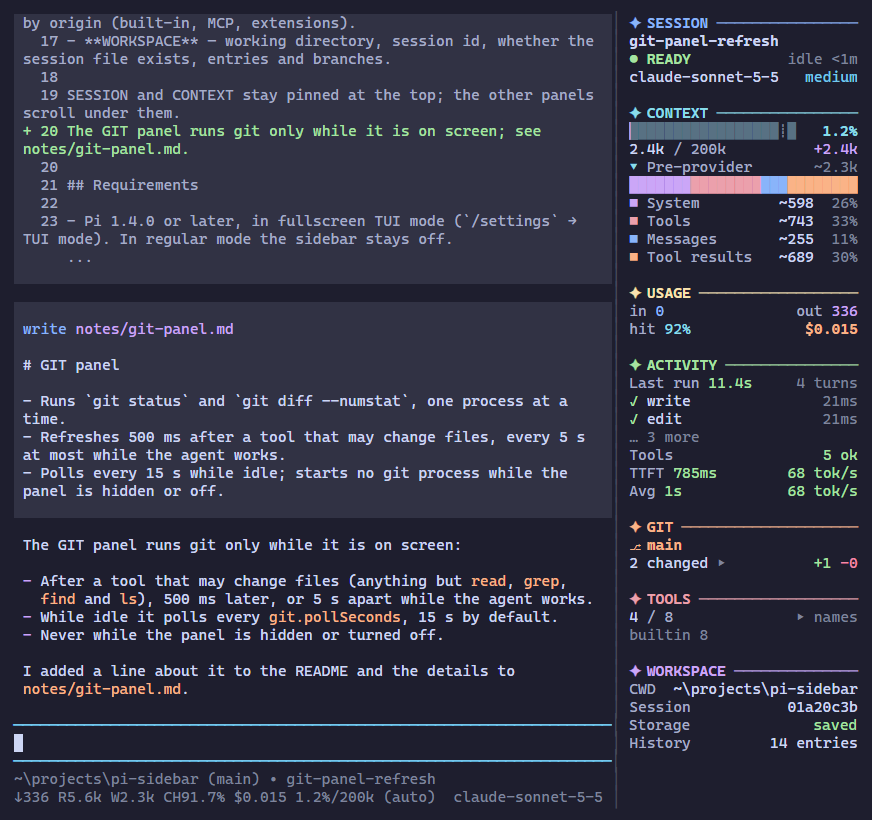 by origin (built-in, MCP, extensions).
17 - **WORKSPACE** - working directory, session id, whether the
session file exists, entries and branches.
18
19 SESSION and CONTEXT stay pinned at the top; the other panels
scroll under them.
+ 20 The GIT panel runs git only while it is on screen; see
notes/git-panel.md.
20
21 ## Requirements
22
23 - Pi 1.4.0 or later, in fullscreen TUI mode (`/settings` →
TUI mode). In regular mode the sidebar stays off.
...
write notes/git-panel.md
# GIT panel
- Runs `git status` and `git diff --numstat`, one process at a
time.
- Refreshes 500 ms after a tool that may change files, every 5 s
at most while the agent works.
- Polls every 15 s while idle; starts no git process while the
panel is hidden or off.
The GIT panel runs git only while it is on screen:
- After a tool that may change files (anything but read, grep,
find and ls), 500 ms later, or 5 s apart while the agent works.
- While idle it polls every git.pollSeconds, 15 s by default.
- Never while the panel is hidden or turned off.
I added a line about it to the README and the details to
notes/git-panel.md.
~\projects\pi-sidebar (main) • git-panel-refresh
↓336 R5.6k W2.3k CH91.7% $0.015 1.2%/200k (auto) claude-sonnet-5-5
✦ SESSION
git-panel-refresh
● READY idle <1m
claude-sonnet-5-5 medium
✦ CONTEXT
1.2%
2.4k / 200k +2.4k
▾ Pre-provider ~2.3k
■ System ~598 26%
■ Tools ~743 33%
■ Messages ~255 11%
■ Tool results ~689 30%
✦ USAGE
in 0 out 336
hit 92% $0.015
✦ ACTIVITY
Last run 11.4s 4 turns
✓ write 21ms
✓ edit 21ms
… 3 more
Tools 5 ok
TTFT 785ms 68 tok/s
Avg 1s 68 tok/s
✦ GIT
⎇ main
2 changed ▸ +1 −0
✦ TOOLS
4 / 8 ▸ names
builtin 8
✦ WORKSPACE
CWD ~\projects\pi-sidebar
Session 01a20c3b
Storage saved
History 14 entries